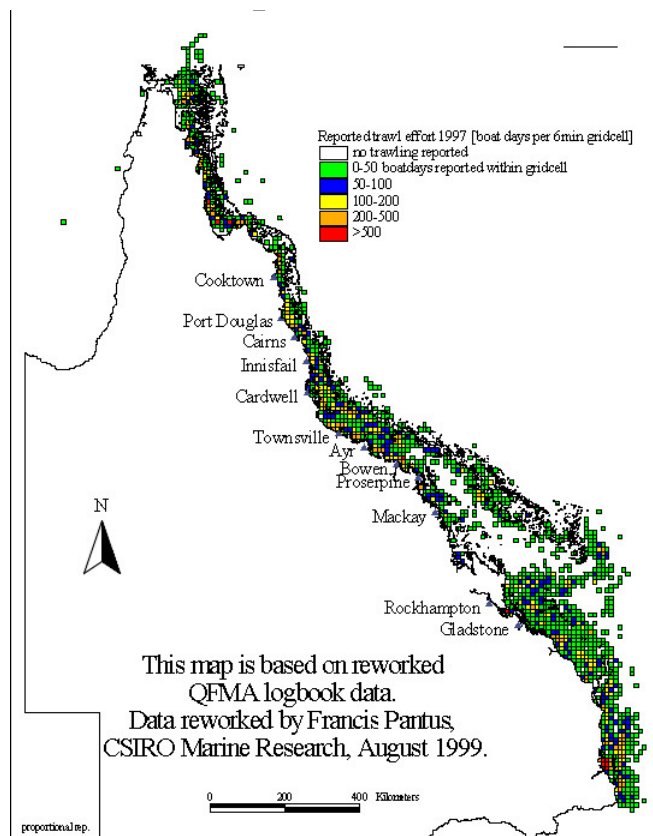 Reported trawl effort 1997 [boat days per 6min gridcell]
no trawling reported
0-50 boatdays reported within gridcell
50-100
100-200
200-500
>500
Cooktown
Port Douglas
Cairns
Innisfail
Cardwell
Townsville
Ayr
Bowen
Proserpine
Mackay
N
Rockhampton
Gladstone
This map is based on reworked
QFMA logbook data.
Data reworked by Francis Pantus,
CSIRO Marine Research, August 1999.
0 200 400 Kilometers
proportional rep.